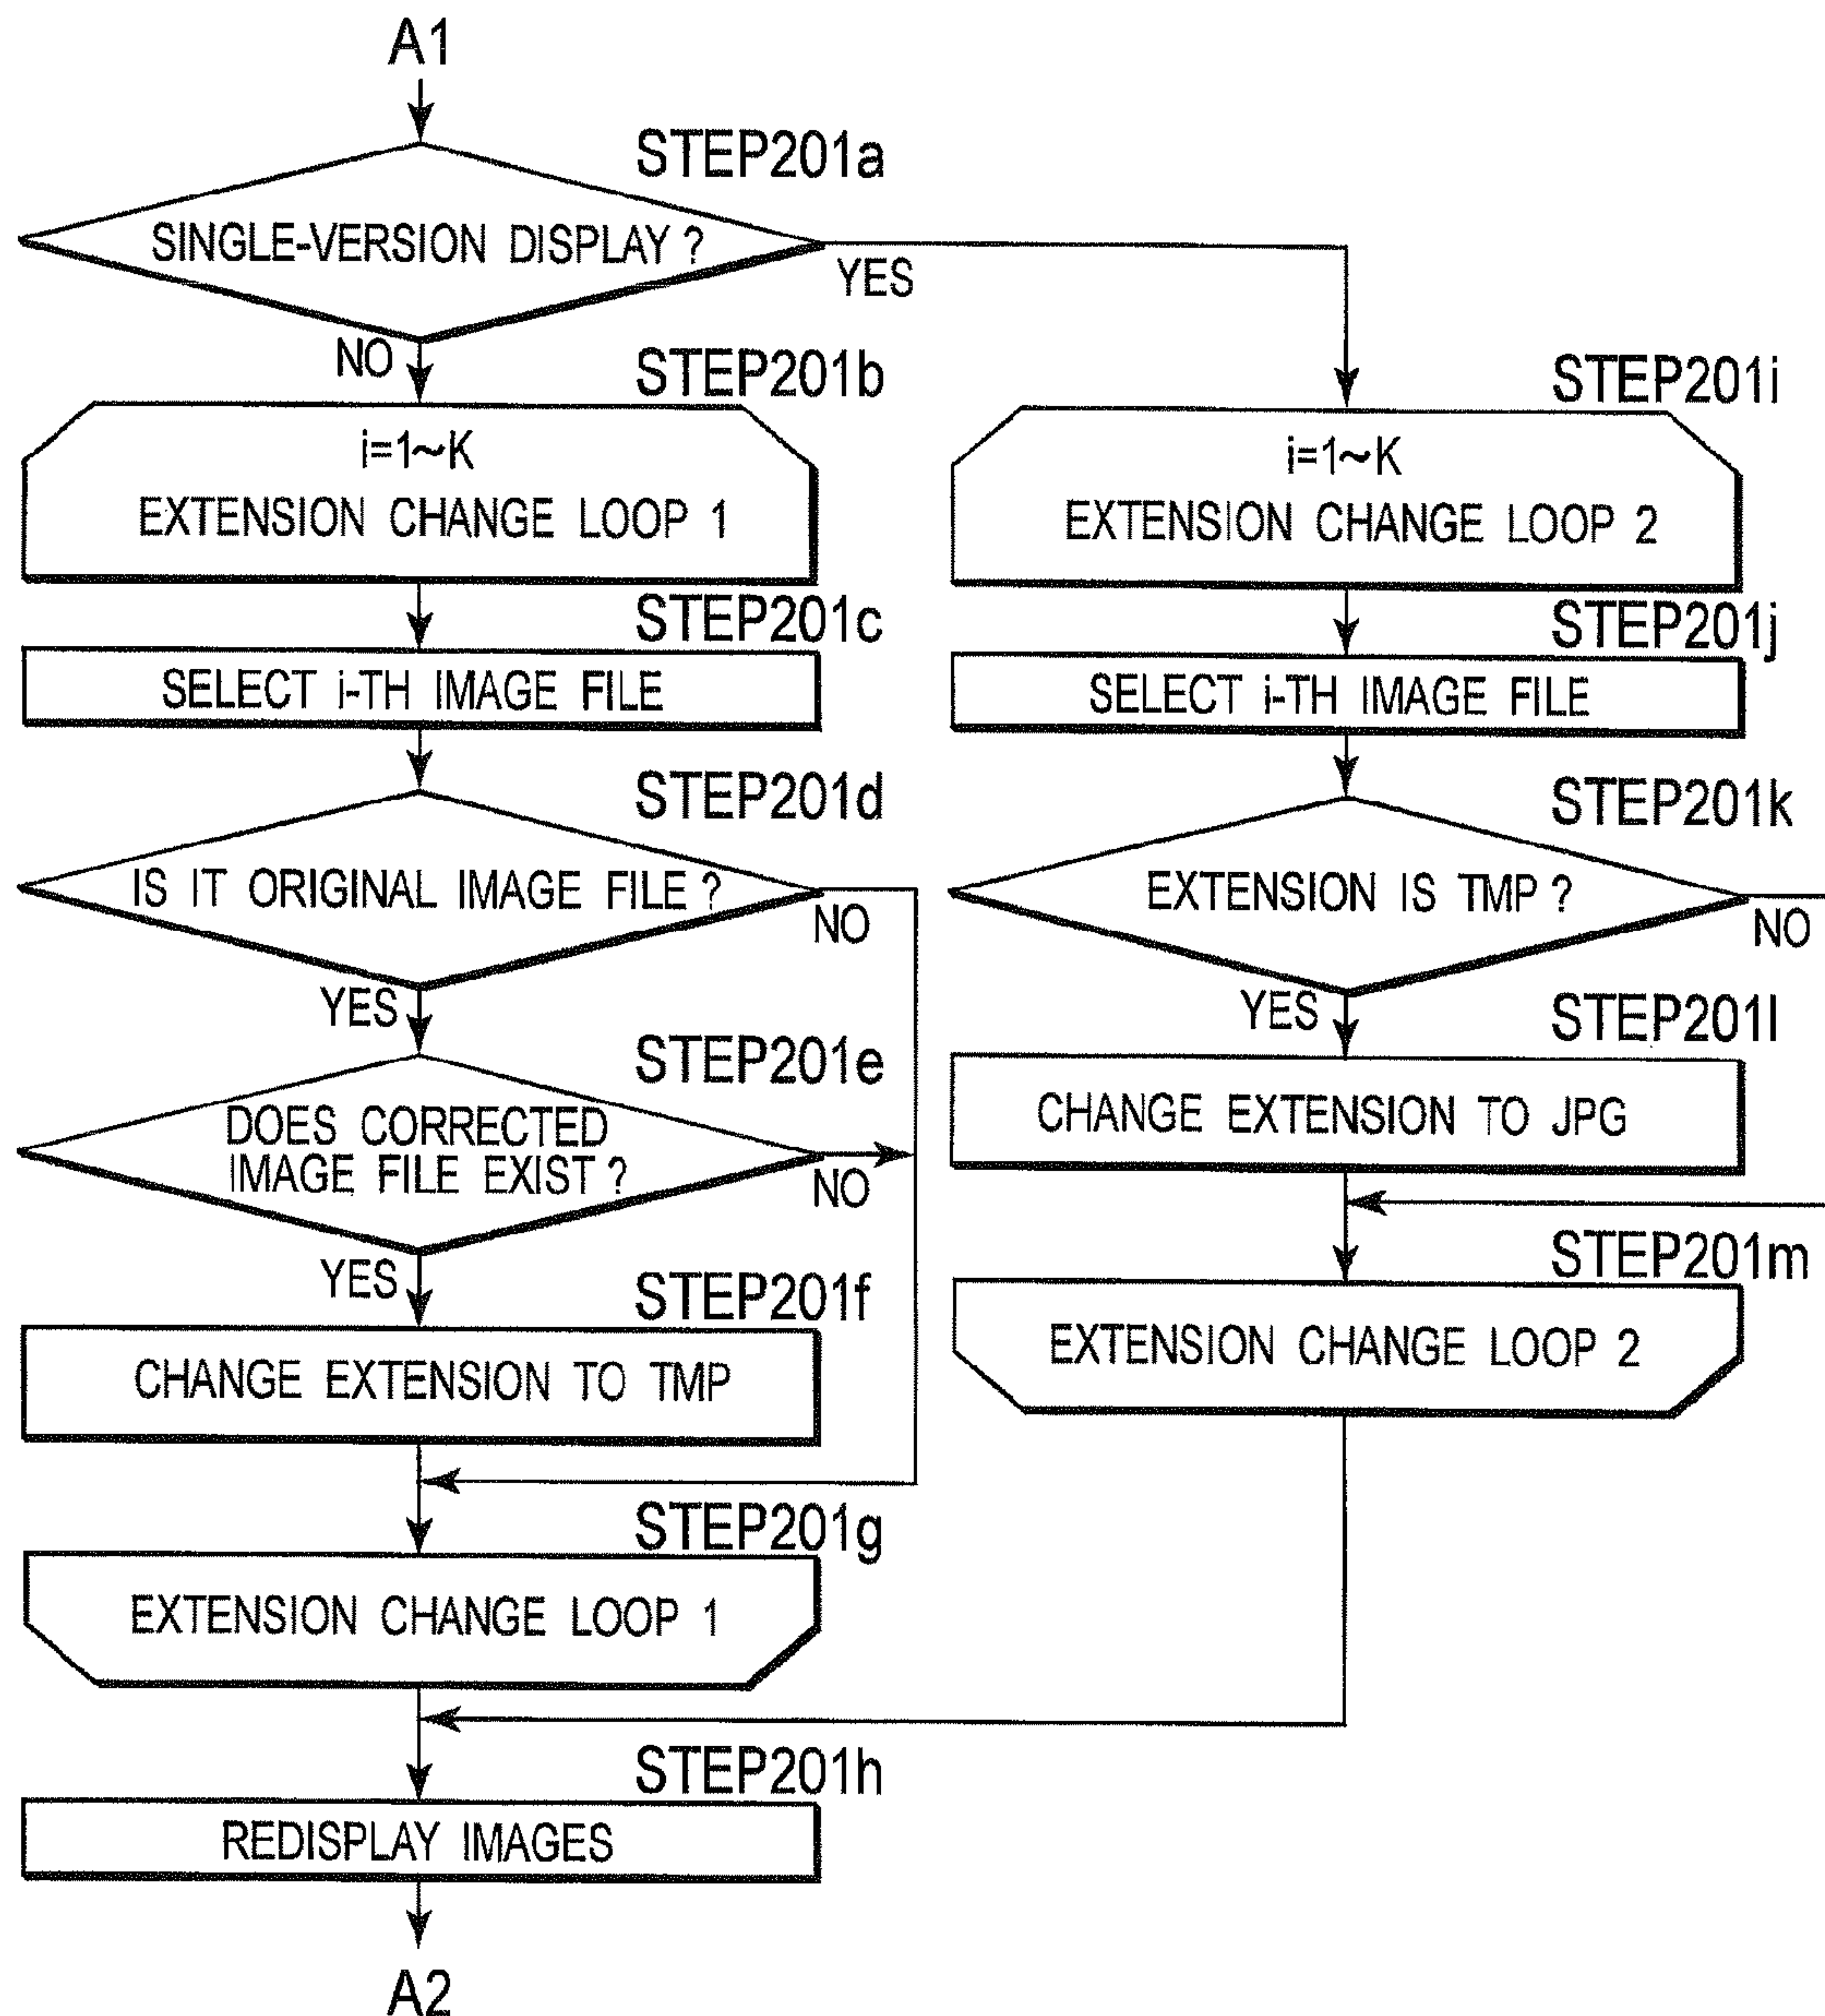 A1
STEP201a
SINGLE-VERSION DISPLAY ?
YES
NO
STEP201b
i=1~K
EXTENSION CHANGE LOOP 1
STEP201c
SELECT i-TH IMAGE FILE
STEP201d
IS IT ORIGINAL IMAGE FILE ?
NO
YES
STEP201e
DOES CORRECTED
IMAGE FILE EXIST ?
NO
YES
STEP201f
CHANGE EXTENSION TO TMP
STEP201g
EXTENSION CHANGE LOOP 1
STEP201h
REDISPLAY IMAGES
A2
STEP201i
i=1~K
EXTENSION CHANGE LOOP 2
STEP201j
SELECT i-TH IMAGE FILE
STEP201k
EXTENSION IS TMP ?
NO
YES
STEP201l
CHANGE EXTENSION TO JPG
STEP201m
EXTENSION CHANGE LOOP 2